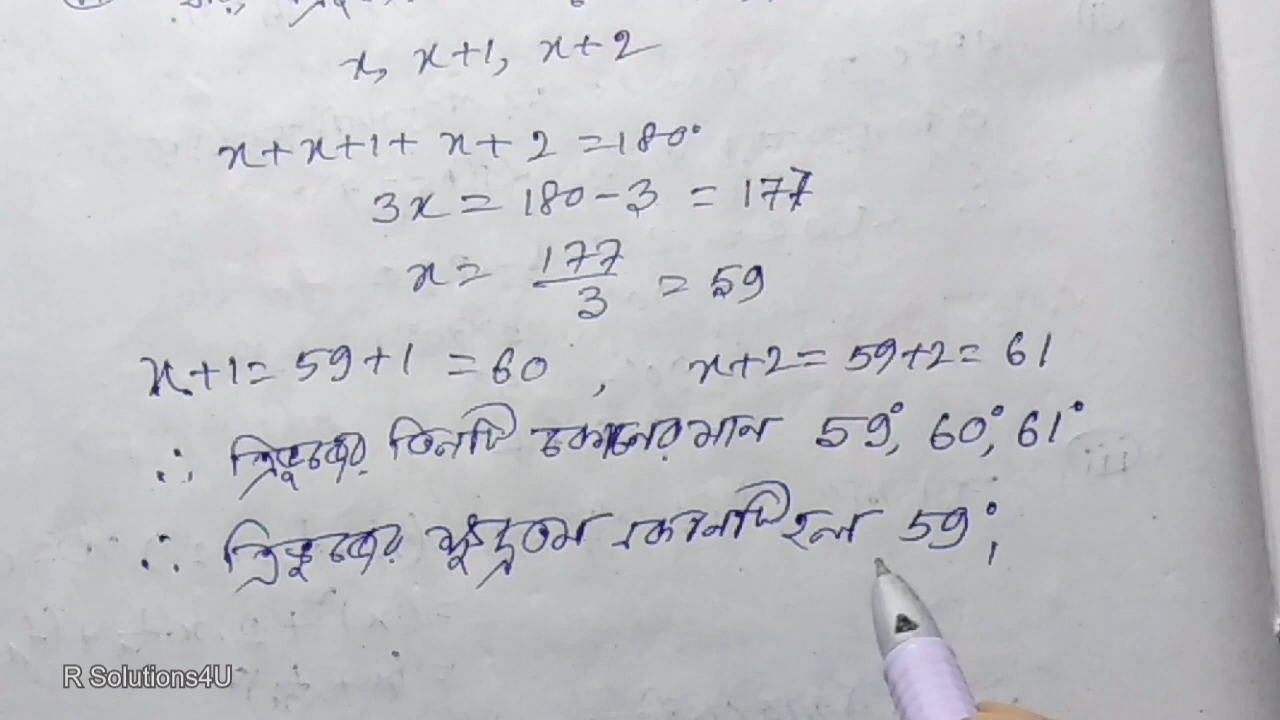 x, x+1, x+2
x+x+1+ x+2 =180°
3x = 180-3 = 177
x = 177/3 = 59
x+1= 59+1 =60 , x+2= 59+2= 61
∴ ত্রিভুজের তিনটি কোনের মান 59°, 60°, 61°
∴ ত্রিভুজের ক্ষুদ্রতম কোনটি হল 59°।
R Solutions4U